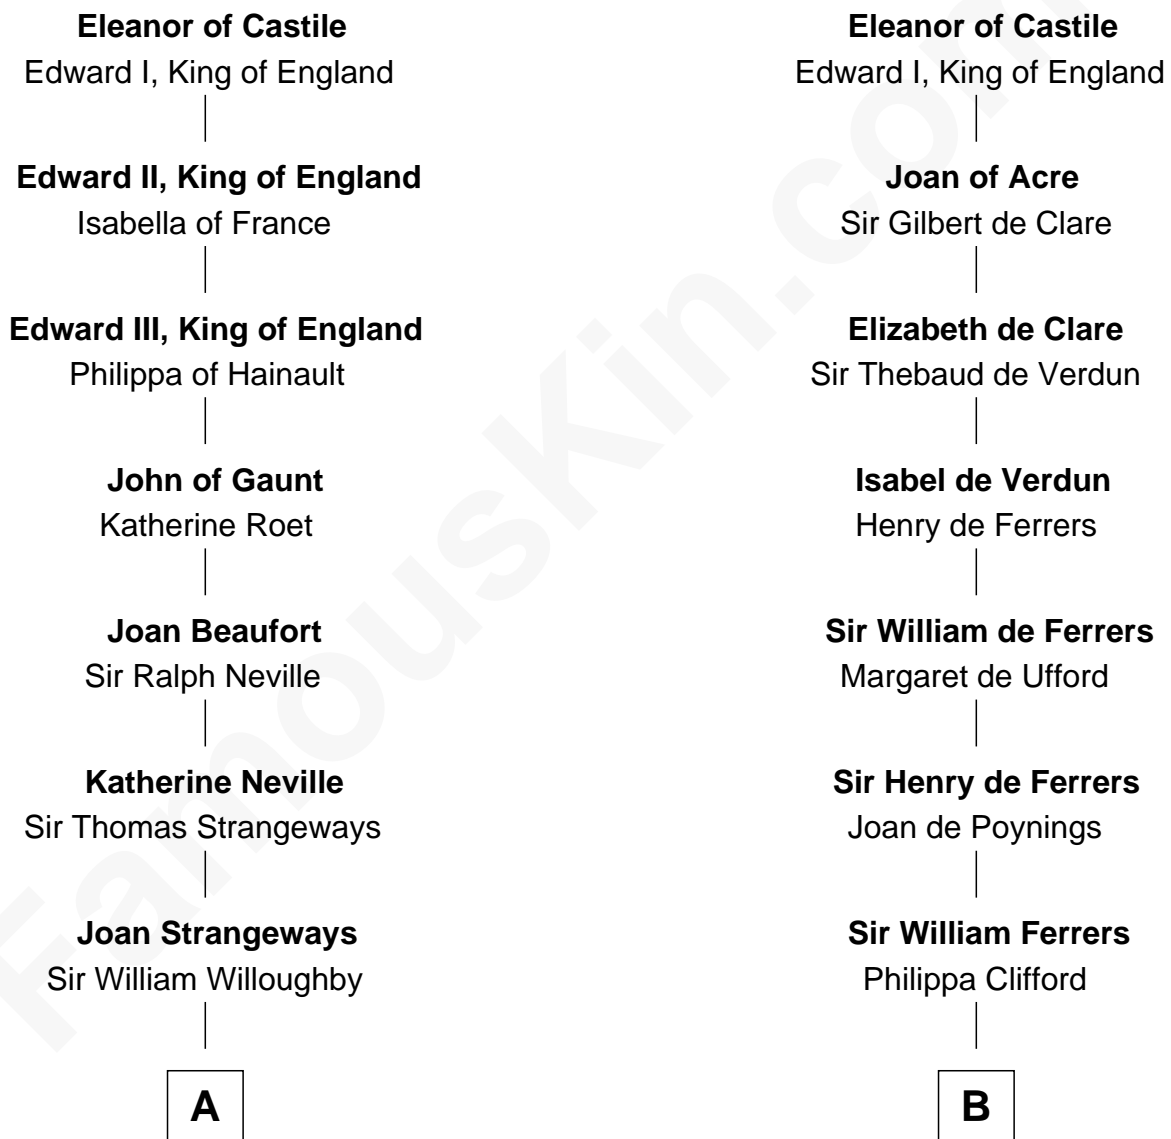 Eleanor of Castile
Edward I, King of England
Edward II, King of England
Isabella of France
Edward III, King of England
Philippa of Hainault
John of Gaunt
Katherine Roet
Joan Beaufort
Sir Ralph Neville
Katherine Neville
Sir Thomas Strangeways
Joan Strangeways
Sir William Willoughby
A
Eleanor of Castile
Edward I, King of England
Joan of Acre
Sir Gilbert de Clare
Elizabeth de Clare
Sir Thebaud de Verdun
Isabel de Verdun
Henry de Ferrers
Sir William de Ferrers
Margaret de Ufford
Sir Henry de Ferrers
Joan de Poynings
Sir William Ferrers
Philippa Clifford
B
FamousKin.com